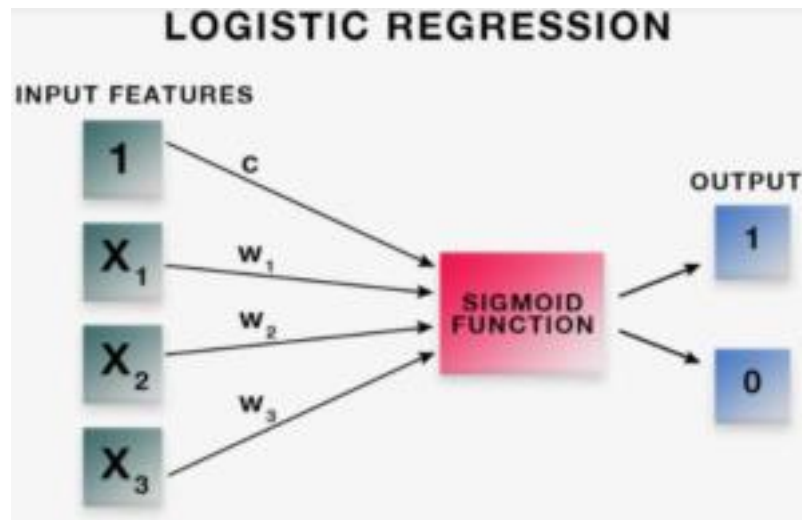 LOGISTIC REGRESSION
INPUT FEATURES
1
C
X₁
W₁
X₂
W₂
X₃
W₃
SIGMOID
FUNCTION
OUTPUT
1
0